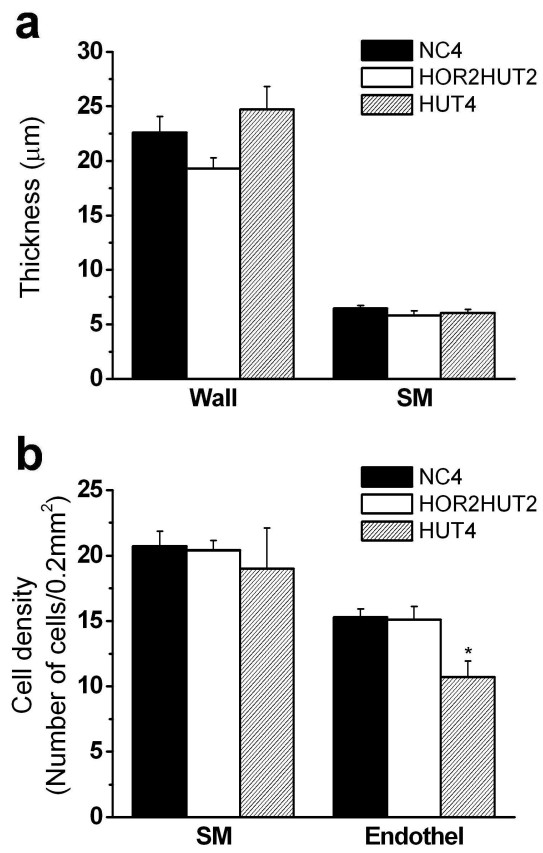 a
30
25
20
15
10
5
0
Thickness (μm)
NC4
HOR2HUT2
HUT4
Wall SM
b
25
20
15
10
5
0
Cell density
(Number of cells/0.2mm²)
NC4
HOR2HUT2
HUT4
*
SM Endothel